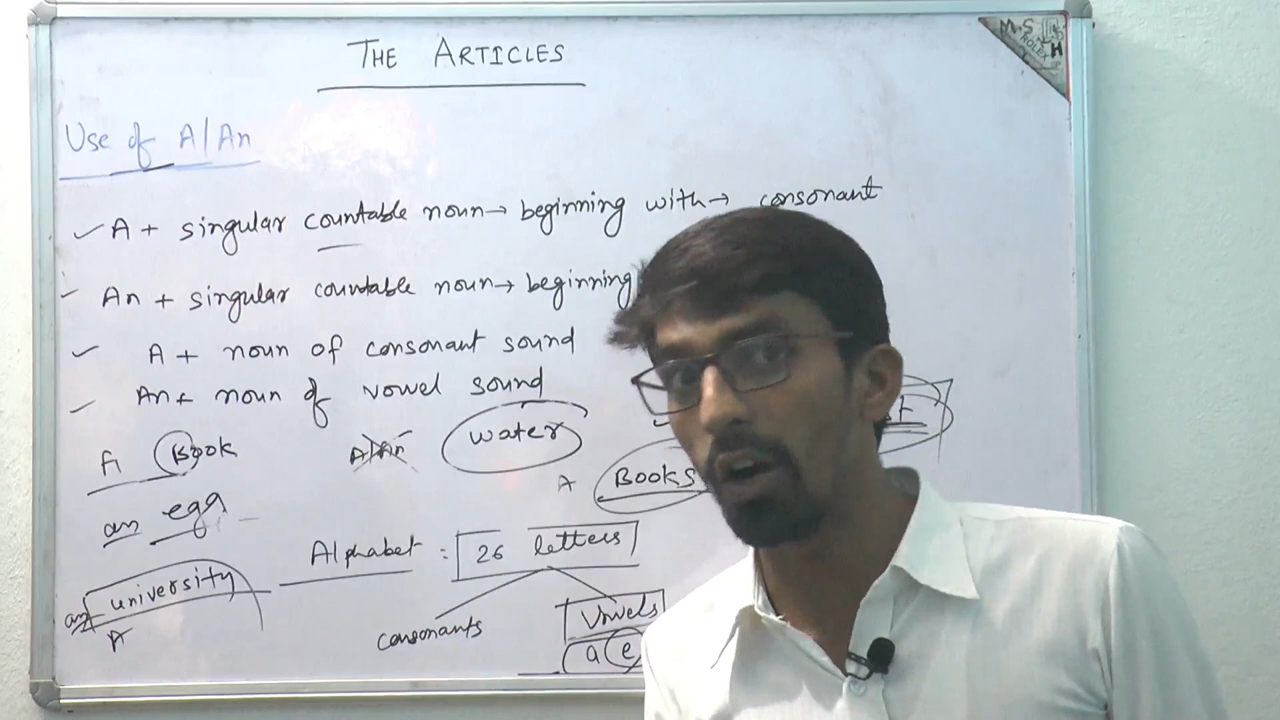 THE ARTICLES
M.S
ROLEX
H
Use of A/An
A + singular countable noun → beginning with → consonant
An + singular countable noun → beginning
A + noun of consonant sound
An + noun of vowel sound
A Book
A/An
water
A Books
an egg
Alphabet = 26 letters
an university
A
consonants
Vowels
a e